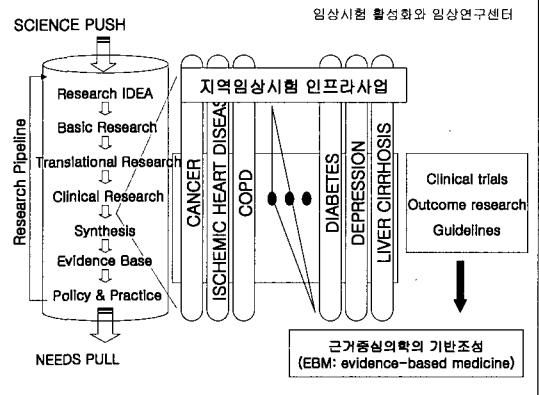 임상시험 활성화와 임상연구센터
SCIENCE PUSH
지역임상시험 인프라사업
Research Pipeline
Research IDEA
Basic Research
Translational Research
Clinical Research
Synthesis
Evidence Base
Policy & Practice
NEEDS PULL
CANCER
ISCHEMIC HEART DISEAS
COPD
DIABETES
DEPRESSION
LIVER CIRRHOSIS
Clinical trials
Outcome research
Guidelines
근거중심의학의 기반조성
(EBM: evidence-based medicine)